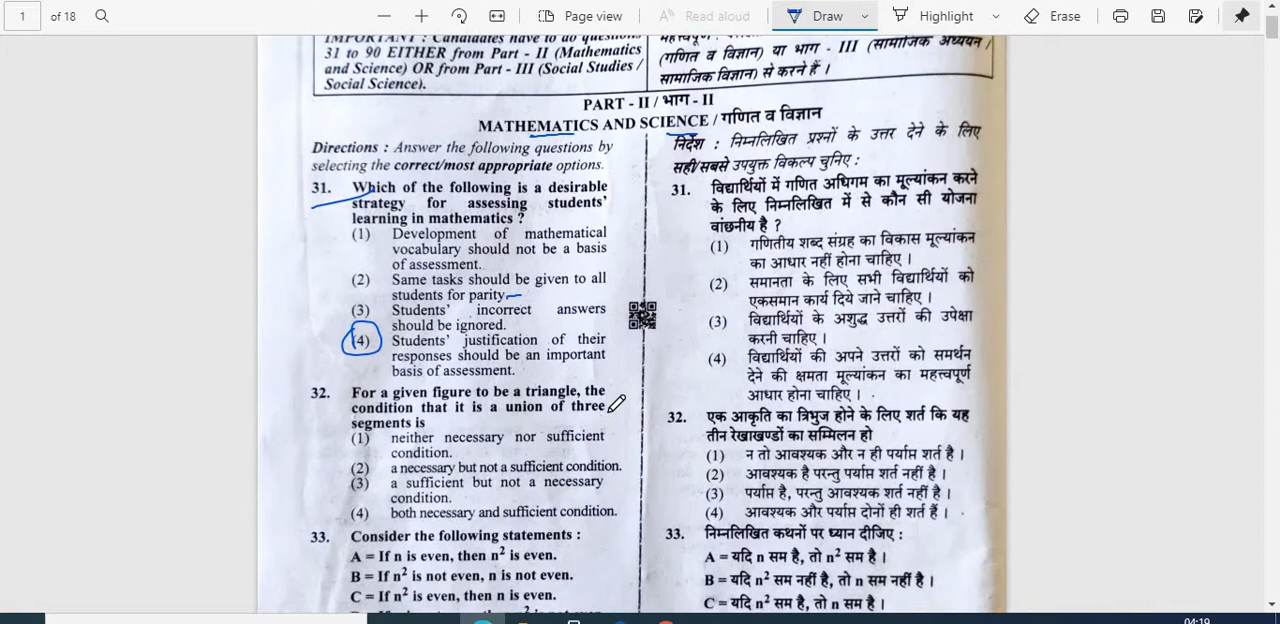 1 of 18 Page view Read aloud Draw Highlight Erase
IMPORTANT : Candidates have to do questions
31 to 90 EITHER from Part - II (Mathematics
and Science) OR from Part - III (Social Studies /
Social Science).
(गणित व विज्ञान) या भाग - III (सामाजिक अध्ययन /
सामाजिक विज्ञान) से करने हैं ।
PART - II / भाग - II
MATHEMATICS AND SCIENCE / गणित व विज्ञान
Directions : Answer the following questions by
selecting the correct/most appropriate options.
31. Which of the following is a desirable
strategy for assessing students'
learning in mathematics ?
(1) Development of mathematical
vocabulary should not be a basis
of assessment.
(2) Same tasks should be given to all
students for parity
(3) Students' incorrect answers
should be ignored.
(4) Students' justification of their
responses should be an important
basis of assessment.
32. For a given figure to be a triangle, the
condition that it is a union of three
segments is
(1) neither necessary nor sufficient
condition.
(2) a necessary but not a sufficient condition.
(3) a sufficient but not a necessary
condition.
(4) both necessary and sufficient condition.
33. Consider the following statements :
A = If n is even, then n² is even.
B = If n² is not even, n is not even.
C = If n² is even, then n is even.
निर्देश : निम्नलिखित प्रश्नों के उत्तर देने के लिए
सही/सबसे उपयुक्त विकल्प चुनिए :
31. विद्यार्थियों में गणित अधिगम का मूल्यांकन करने
के लिए निम्नलिखित में से कौन सी योजना
वांछनीय है ?
(1) गणितीय शब्द संग्रह का विकास मूल्यांकन
का आधार नहीं होना चाहिए ।
(2) समानता के लिए सभी विद्यार्थियों को
एकसमान कार्य दिये जाने चाहिए ।
(3) विद्यार्थियों के अशुद्ध उत्तरों की उपेक्षा
करनी चाहिए ।
(4) विद्यार्थियों की अपने उत्तरों को समर्थन
देने की क्षमता मूल्यांकन का महत्त्वपूर्ण
आधार होना चाहिए ।
32. एक आकृति का त्रिभुज होने के लिए शर्त कि यह
तीन रेखाखण्डों का सम्मिलन हो
(1) न तो आवश्यक और न ही पर्याप्त शर्त है ।
(2) आवश्यक है परन्तु पर्याप्त शर्त नहीं है ।
(3) पर्याप्त है, परन्तु आवश्यक शर्त नहीं है ।
(4) आवश्यक और पर्याप्त दोनों ही शर्त हैं ।
33. निम्नलिखित कथनों पर ध्यान दीजिए :
A = यदि n सम है, तो n² सम है ।
B = यदि n² सम नहीं है, तो n सम नहीं है ।
C = यदि n² सम है, तो n सम है ।
04:19